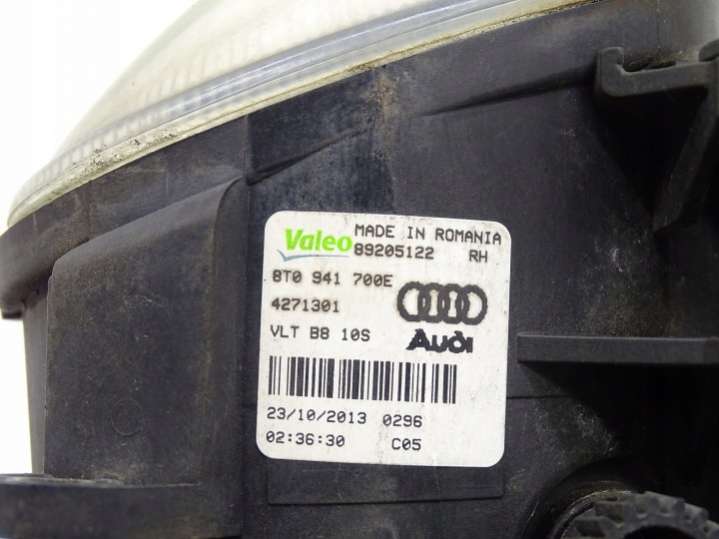 Valeo MADE IN ROMANIA
89205122 RH
8T0 941 700E
4271301
VLT B8 10S
Audi
23/10/2013 0296
02:36:30 C05